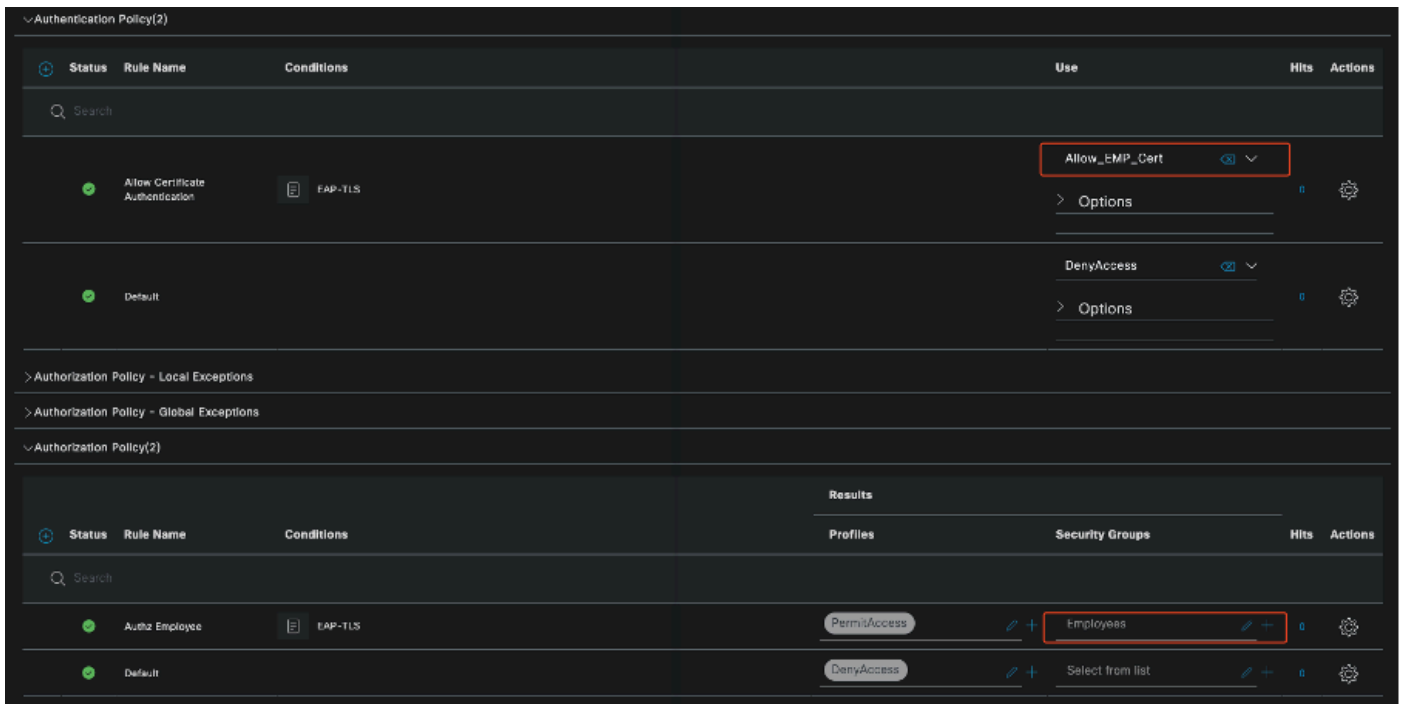 Authentication Policy(2)
Status Rule Name Conditions Use Hits Actions
Search
Allow_EMP_Cert
Allow Certificate
Authentication
EAP-TLS
0
Options
DenyAccess
Default
0
Options
Authorization Policy - Local Exceptions
Authorization Policy - Global Exceptions
Authorization Policy(2)
Results
Status Rule Name Conditions Profiles Security Groups Hits Actions
Search
Authz Employee EAP-TLS PermitAccess Employees 0
Default DenyAccess Select from list 0